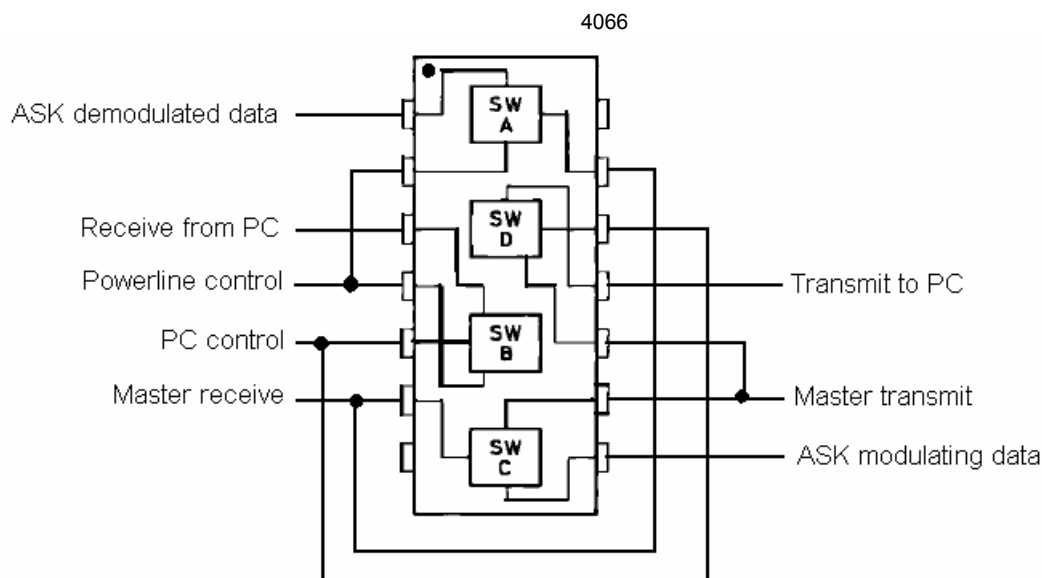 4066
ASK demodulated data
SW
A
Receive from PC
SW
D
Powerline control
Transmit to PC
PC control
SW
B
Master receive
Master transmit
SW
C
ASK modulating data